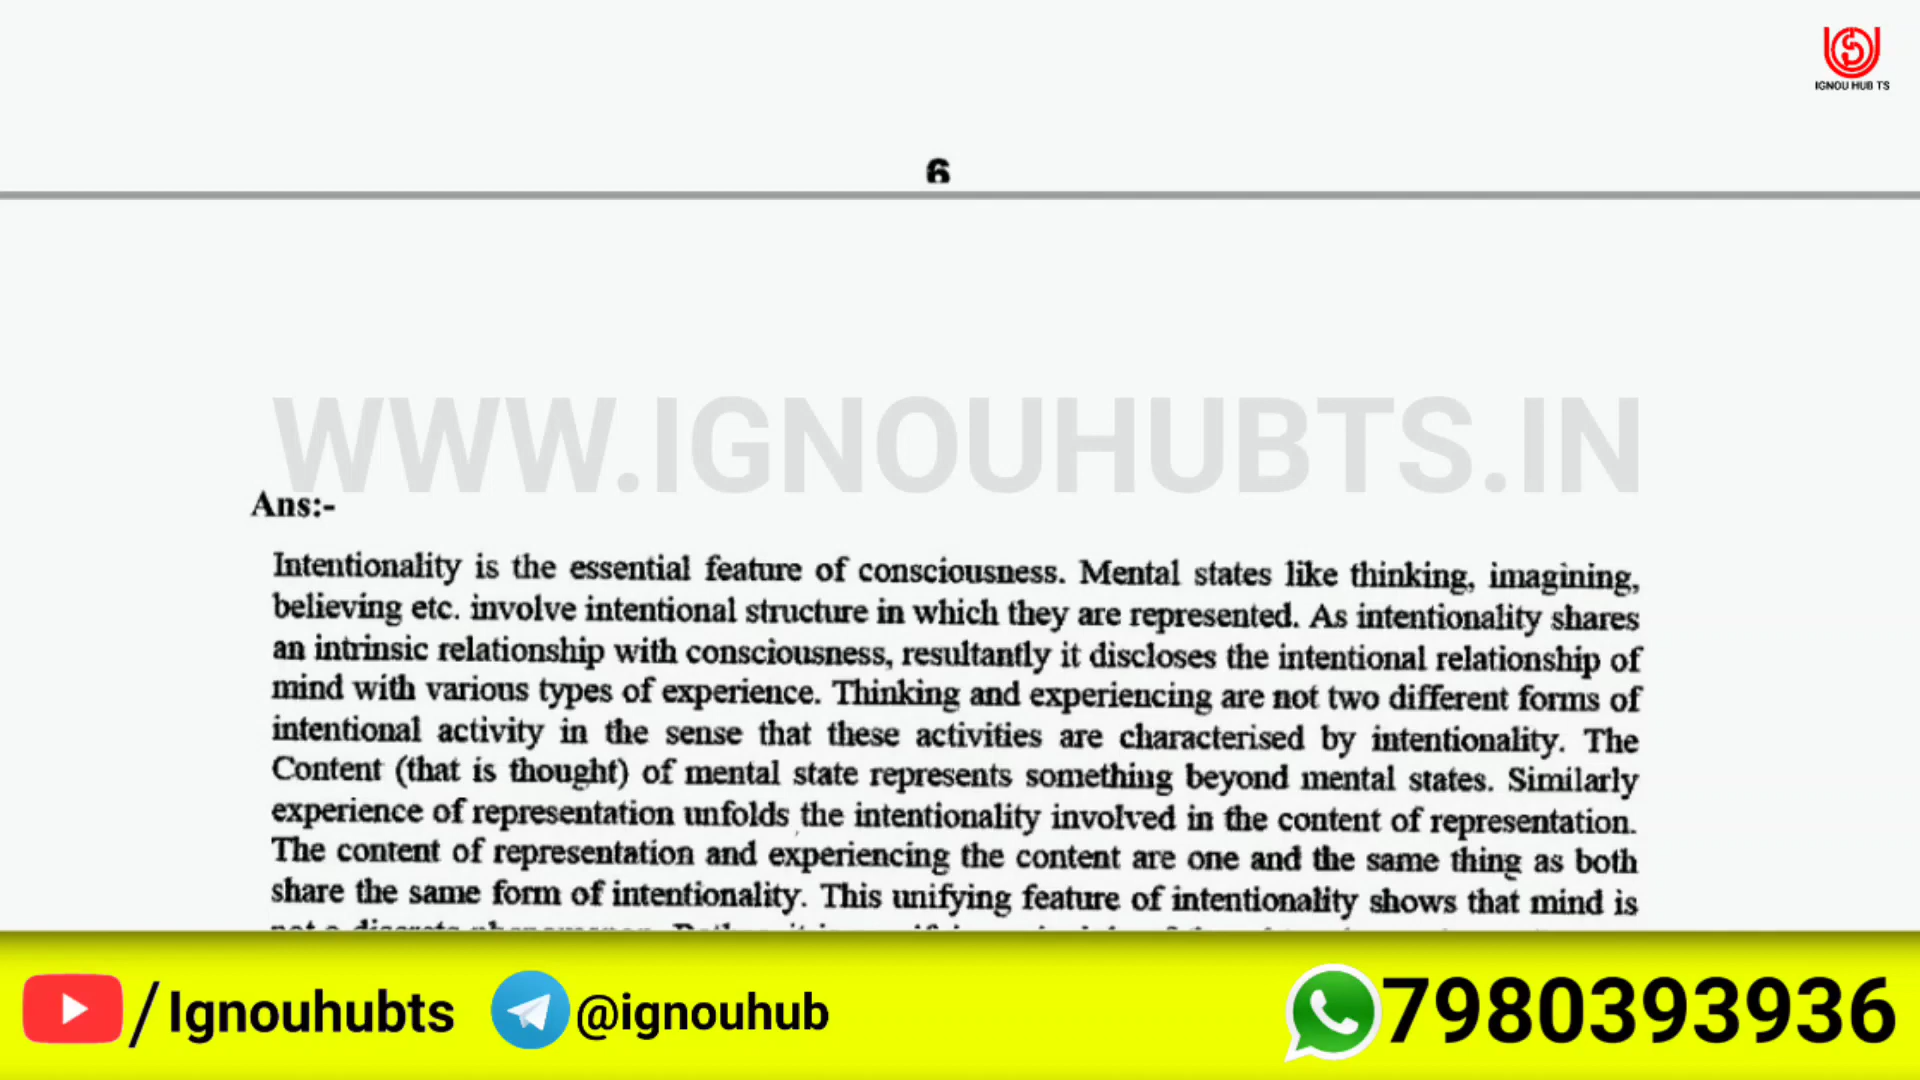 IGNOU HUB TS
6
WWW.IGNOUHUBTS.IN
Ans:-
Intentionality is the essential feature of consciousness. Mental states like thinking, imagining,
believing etc. involve intentional structure in which they are represented. As intentionality shares
an intrinsic relationship with consciousness, resultantly it discloses the intentional relationship of
mind with various types of experience. Thinking and experiencing are not two different forms of
intentional activity in the sense that these activities are characterised by intentionality. The
Content (that is thought) of mental state represents something beyond mental states. Similarly
experience of representation unfolds the intentionality involved in the content of representation.
The content of representation and experiencing the content are one and the same thing as both
share the same form of intentionality. This unifying feature of intentionality shows that mind is
/Ignouhubts @ignouhub 7980393936